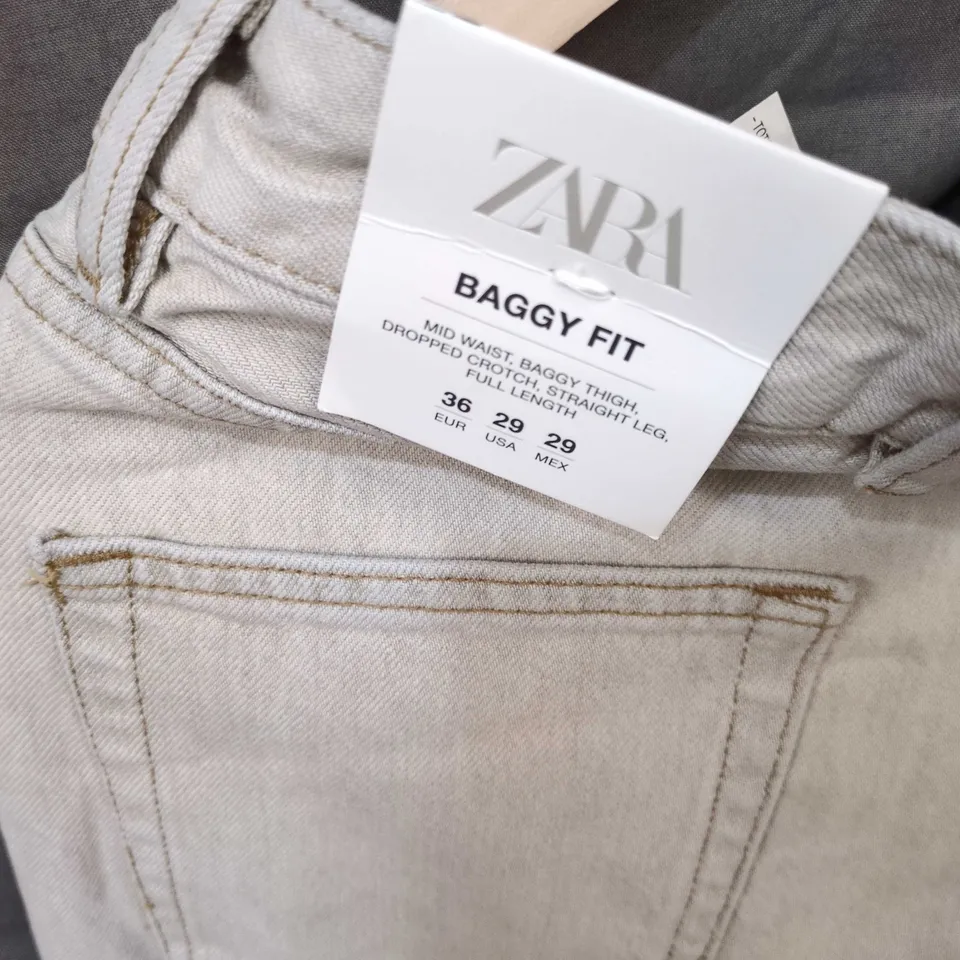 ZARA
BAGGY FIT
MID WAIST, BAGGY THIGH,
DROPPED CROTCH, STRAIGHT LEG,
FULL LENGTH
36 29 29
EUR USA MEX